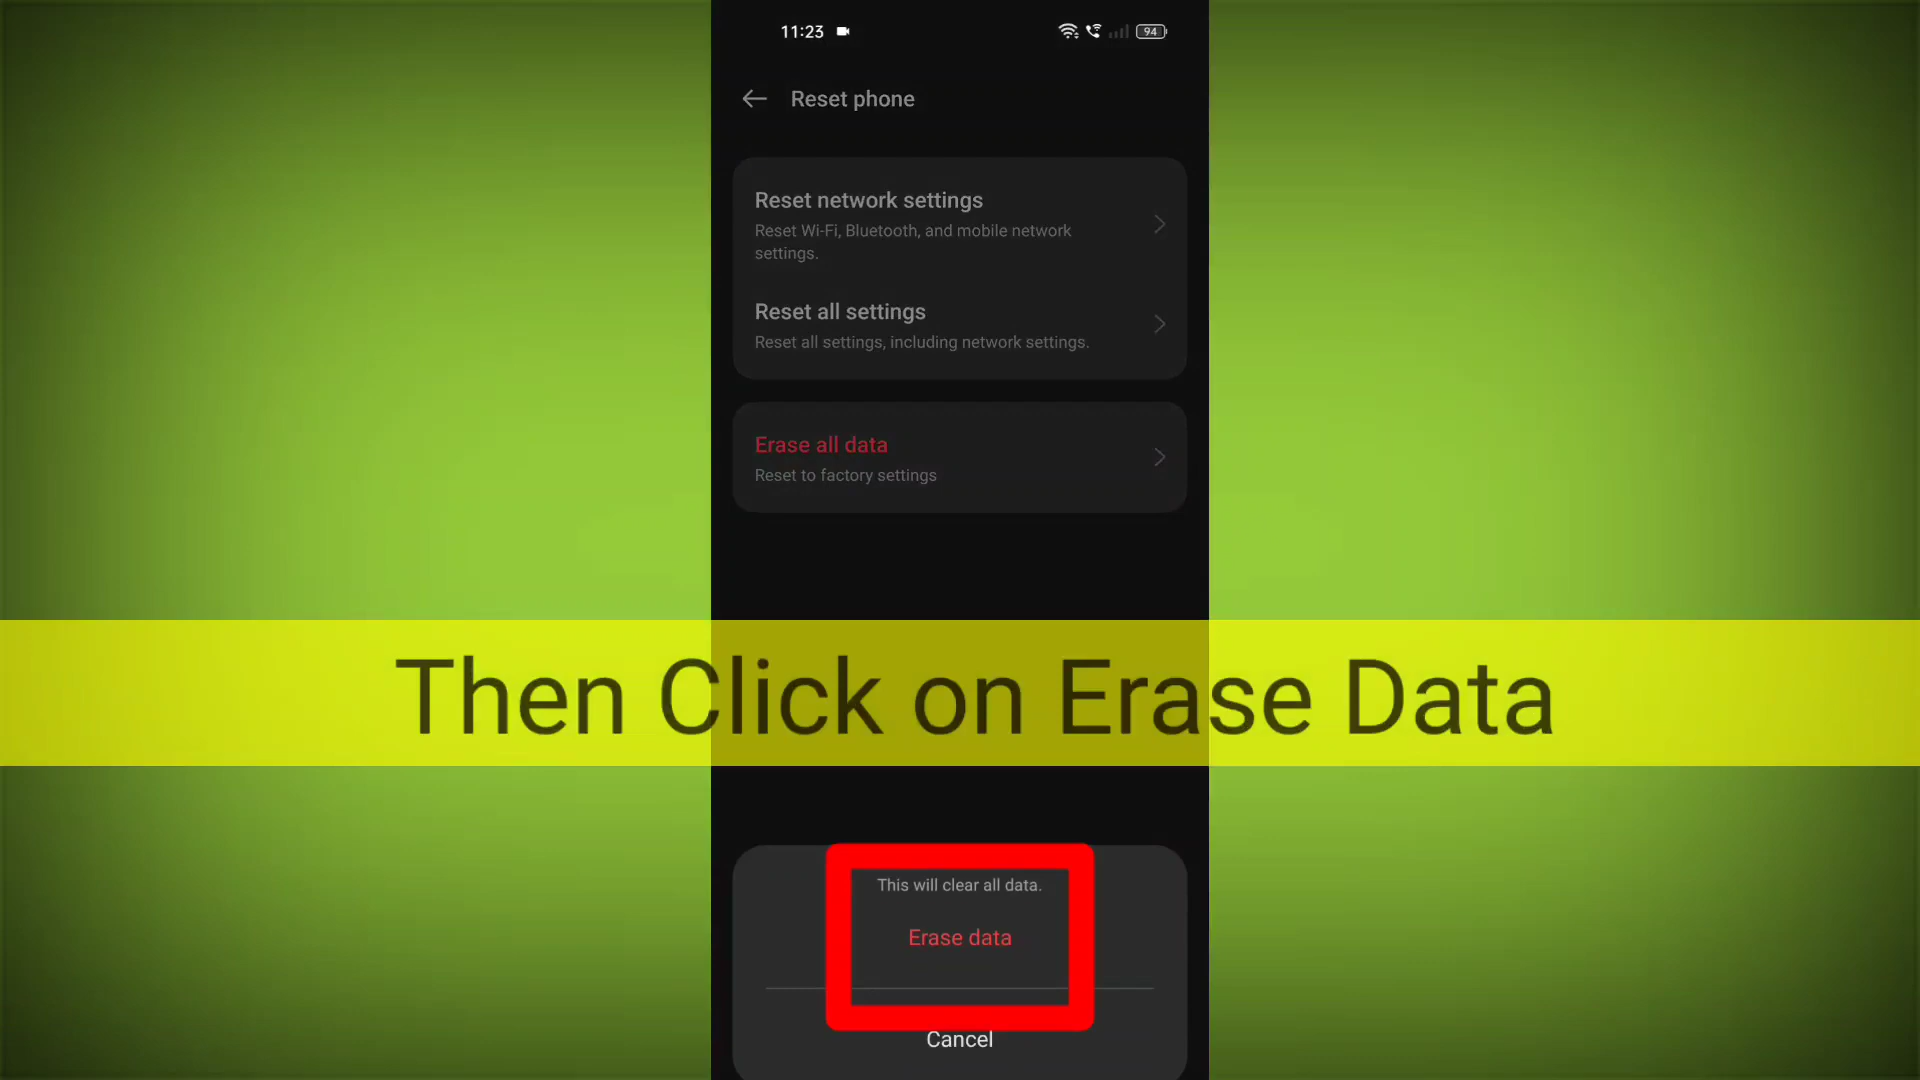 11:23
94
Reset phone
Reset network settings
Reset Wi-Fi, Bluetooth, and mobile network
settings.
Reset all settings
Reset all settings, including network settings.
Erase all data
Reset to factory settings
Then Click on Erase Data
This will clear all data.
Erase data
Cancel